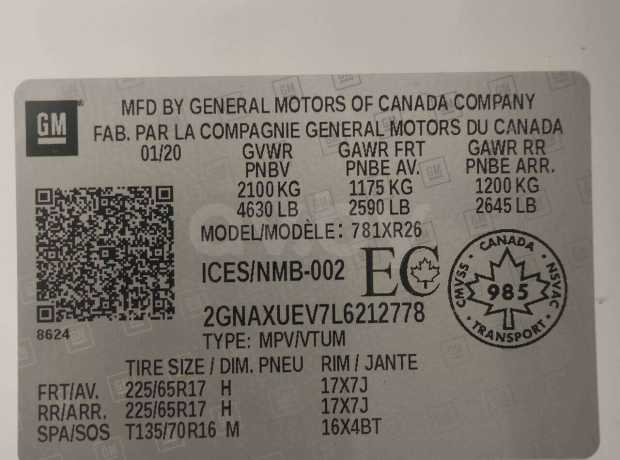 GM
MFD BY GENERAL MOTORS OF CANADA COMPANY
FAB. PAR LA COMPAGNIE GENERAL MOTORS DU CANADA
01/20 GVWR GAWR FRT GAWR RR
PNBV PNBE AV. PNBE ARR.
2100 KG 1175 KG 1200 KG
4630 LB 2590 LB 2645 LB
MODEL/MODÈLE: 781XR26
ICES/NMB-002 EC
CANADA
CMVSS 985 NSVAC
TRANSPORT
8624
2GNAXUEV7L6212778
TYPE: MPV/VTUM
TIRE SIZE / DIM. PNEU RIM / JANTE
FRT/AV. 225/65R17 H 17X7J
RR/ARR. 225/65R17 H 17X7J
SPA/SOS T135/70R16 M 16X4BT